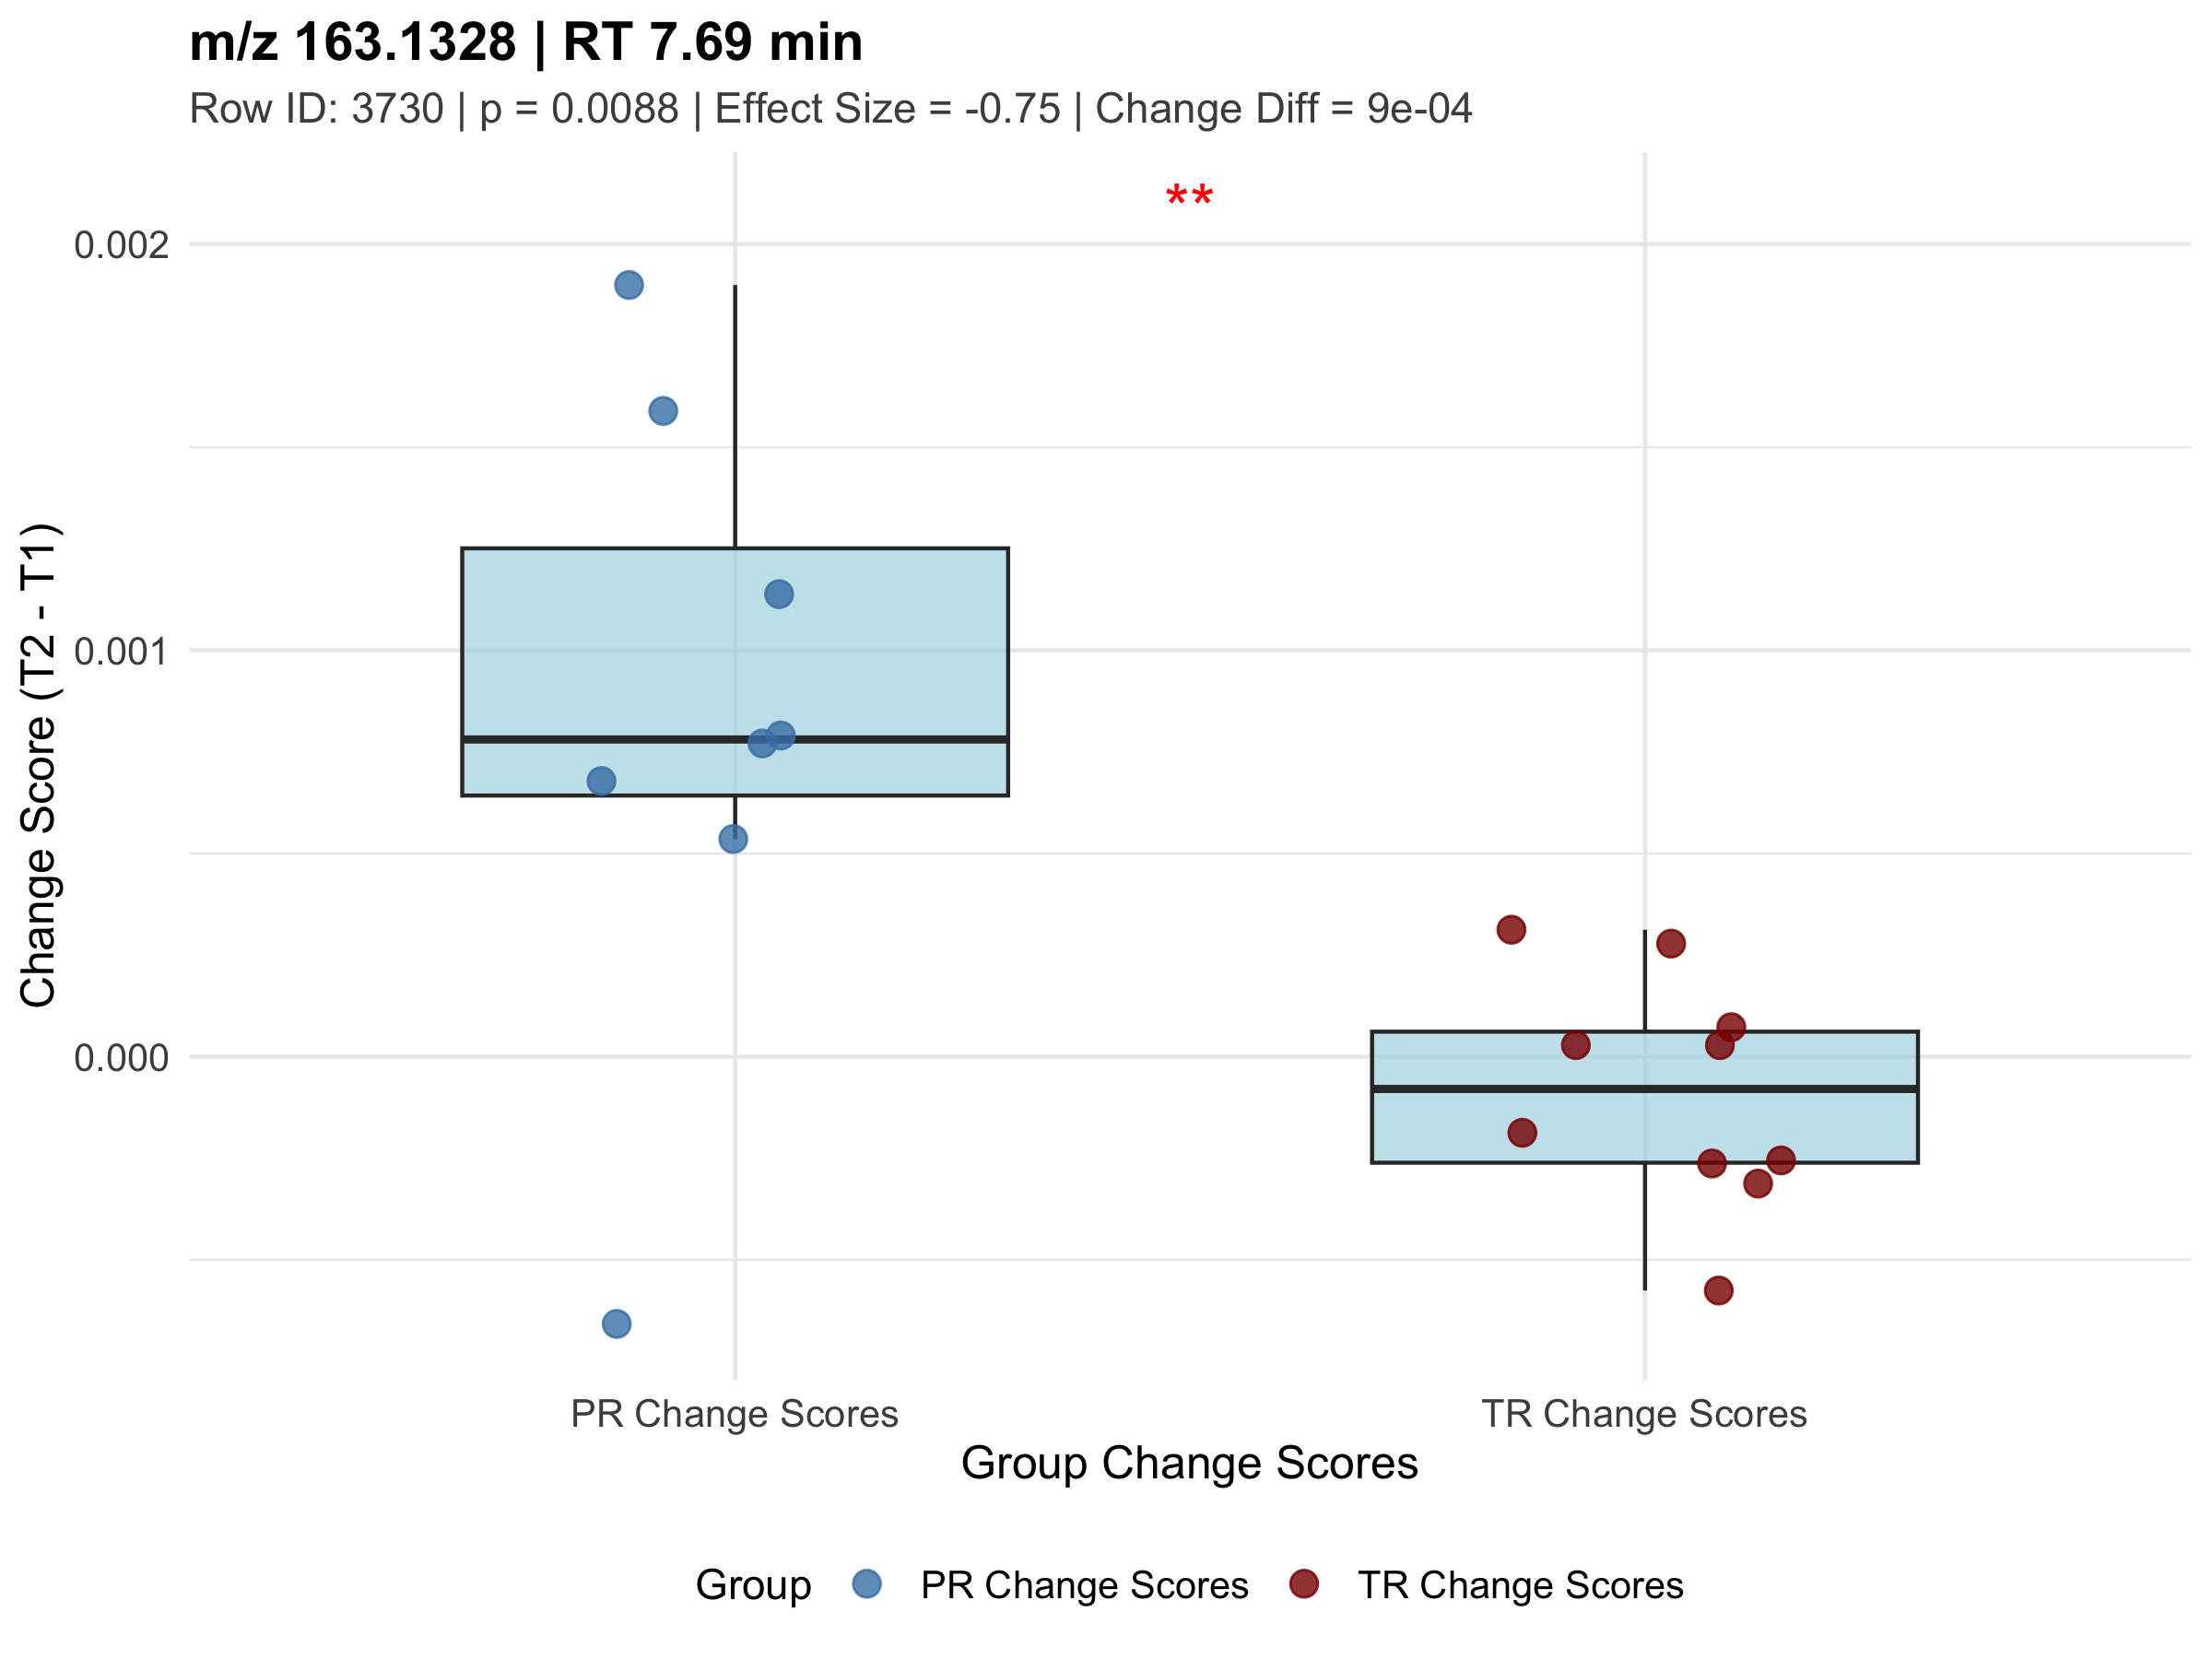 m/z 163.1328 | RT 7.69 min
Row ID: 3730 | p = 0.0088 | Effect Size = -0.75 | Change Diff = 9e-04
**
Change Score (T2 - T1)
0.002
0.001
0.000
PR Change Scores
TR Change Scores
Group Change Scores
Group PR Change Scores TR Change Scores